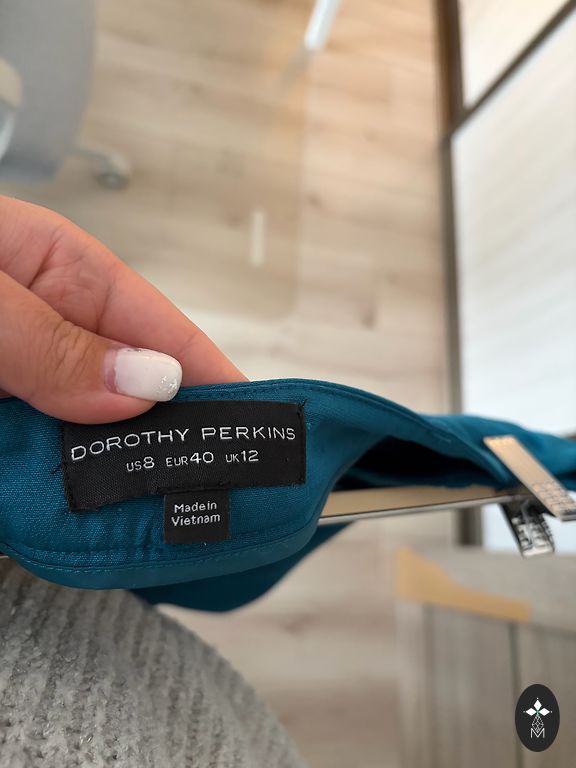 DOROTHY PERKINS
US8 EUR40 UK12
Made in
Vietnam